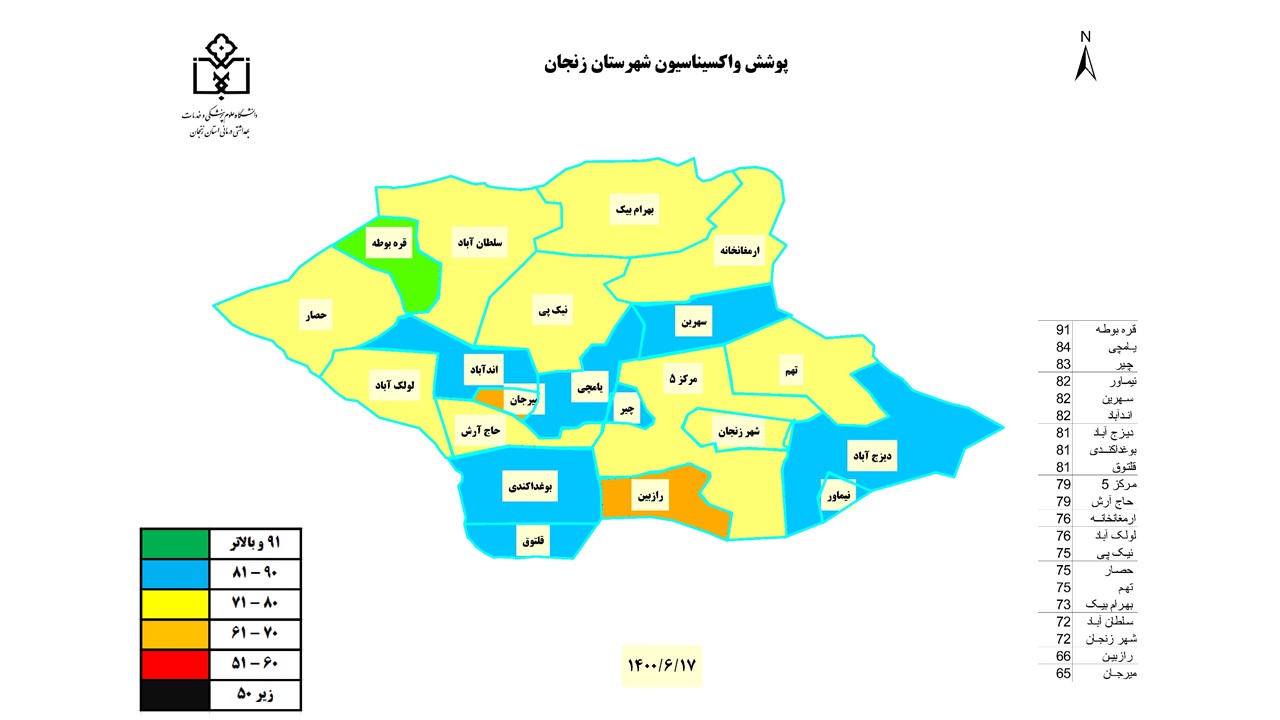 پوشش واکسیناسیون شهرستان زنجان
N
دانشگاه علوم پزشکی و خدمات
بهداشتی درمانی استان زنجان
بهرام بیک
سلطان آباد
قره بوطه
ارمغانخانه
نیک پی
حصار
سهرین
اندآباد
تهم
مرکز ۵
لولک آباد
یامچی
میرجان
چیر
حاج آرش
شهر زنجان
دیزج آباد
بوغداکندی
رازبین
نیماور
قلتوق
قره بوطه 91
یامچی 84
چیر 83
نیماور 82
سهرین 82
اندآباد 82
دیزج آباد 81
بوغداکندی 81
قلتوق 81
مرکز 5 79
حاج آرش 79
ارمغانخانه 76
لولک آباد 76
نیک پی 75
حصار 75
تهم 75
بهرام بیک 73
سلطان آباد 72
شهر زنجان 72
رازبین 66
میرجان 65
۹۱ و بالاتر
۸۱ – ۹۰
۷۱ – ۸۰
۶۱ – ۷۰
۵۱ – ۶۰
زیر ۵۰
۱۴۰۰/۶/۱۷